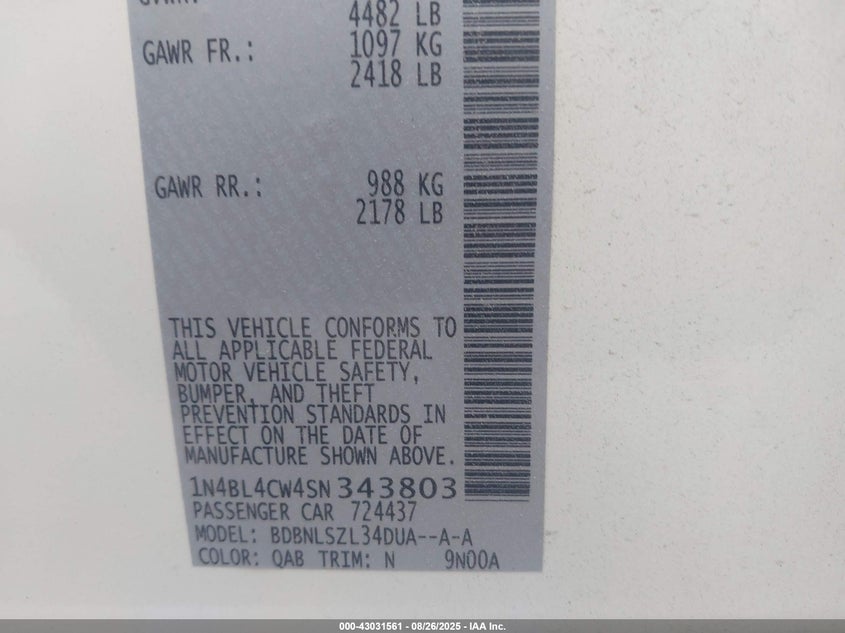 4482 LB
GAWR FR.: 1097 KG
2418 LB
GAWR RR.: 988 KG
2178 LB
THIS VEHICLE CONFORMS TO
ALL APPLICABLE FEDERAL
MOTOR VEHICLE SAFETY,
BUMPER, AND THEFT
PREVENTION STANDARDS IN
EFFECT ON THE DATE OF
MANUFACTURE SHOWN ABOVE.
1N4BL4CW4SN343803
PASSENGER CAR 724437
MODEL: BDBNLSZL34DUA--A-A
COLOR: QAB TRIM: N 9N00A
000-43031561 - 08/26/2025 - IAA Inc.